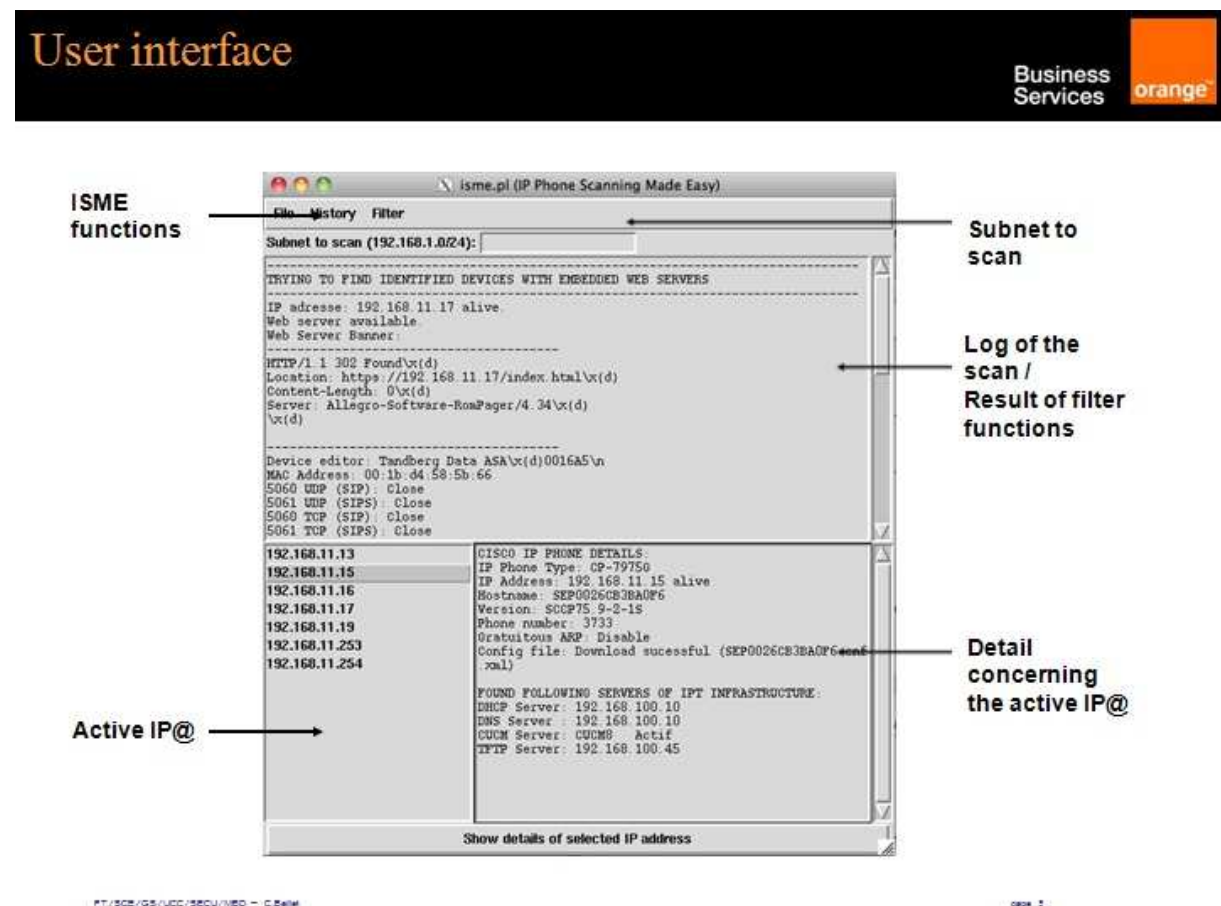 User interface
Business
Services
orange™
ISME
functions
isme.pl (IP Phone Scanning Made Easy)
File History Filter
Subnet to scan (192.168.1.0/24):
Subnet to
scan
TRYING TO FIND IDENTIFIED DEVICES WITH EMBEDDED WEB SERVERS
IP adresse: 192.168.11.17 alive.
Web server available.
Web Server Banner:
HTTP/1.1 302 Found\x(d)
Location: https://192.168.11.17/index.html\x(d)
Content-Length: 0\x(d)
Server: Allegro-Software-RomPager/4.34\x(d)
\x(d)
Device editor: Tandberg Data ASA\x(d)0016A5\n
MAC Address: 00:1b:d4:58:5b:66
5060 UDP (SIP): Close
5061 UDP (SIPS): Close
5060 TCP (SIP): Close
5061 TCP (SIPS): Close
Log of the
scan /
Result of filter
functions
192.168.11.13
192.168.11.15
192.168.11.16
192.168.11.17
192.168.11.19
192.168.11.253
192.168.11.254
Active IP@
CISCO IP PHONE DETAILS:
IP Phone Type: CP-7975G
IP Address: 192.168.11.15 alive
Hostname: SEP0026CB3BA0F6
Version: SCCP75.9-2-1S
Phone number: 3733
Gratuitous ARP: Disable
Config file: Download sucessful (SEP0026CB3BA0F6.cnf
.xml)
FOUND FOLLOWING SERVERS OF IPT INFRASTRUCTURE:
DHCP Server: 192.168.100.10
DNS Server : 192.168.100.10
CUCM Server: CUCM8 Actif
TFTP Server: 192.168.100.45
Detail
concerning
the active IP@
Show details of selected IP address